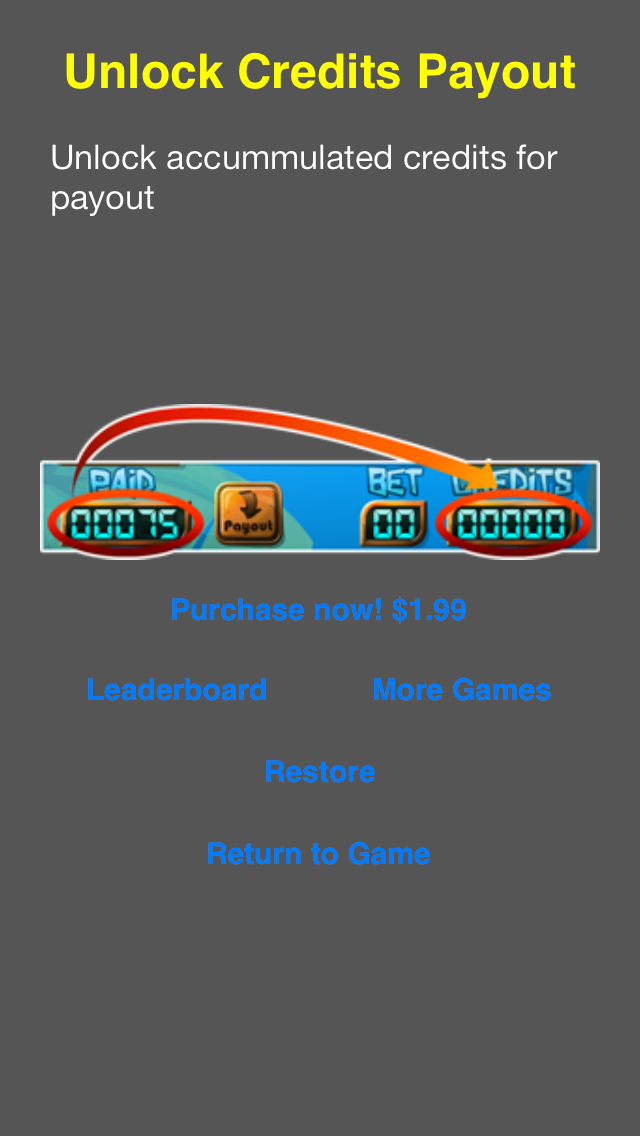 Unlock Credits Payout
Unlock accummulated credits for
payout
PAiD
BET
CREDiTS
00075
Payout
00
00000
Purchase now! $1.99
Leaderboard
More Games
Restore
Return to Game